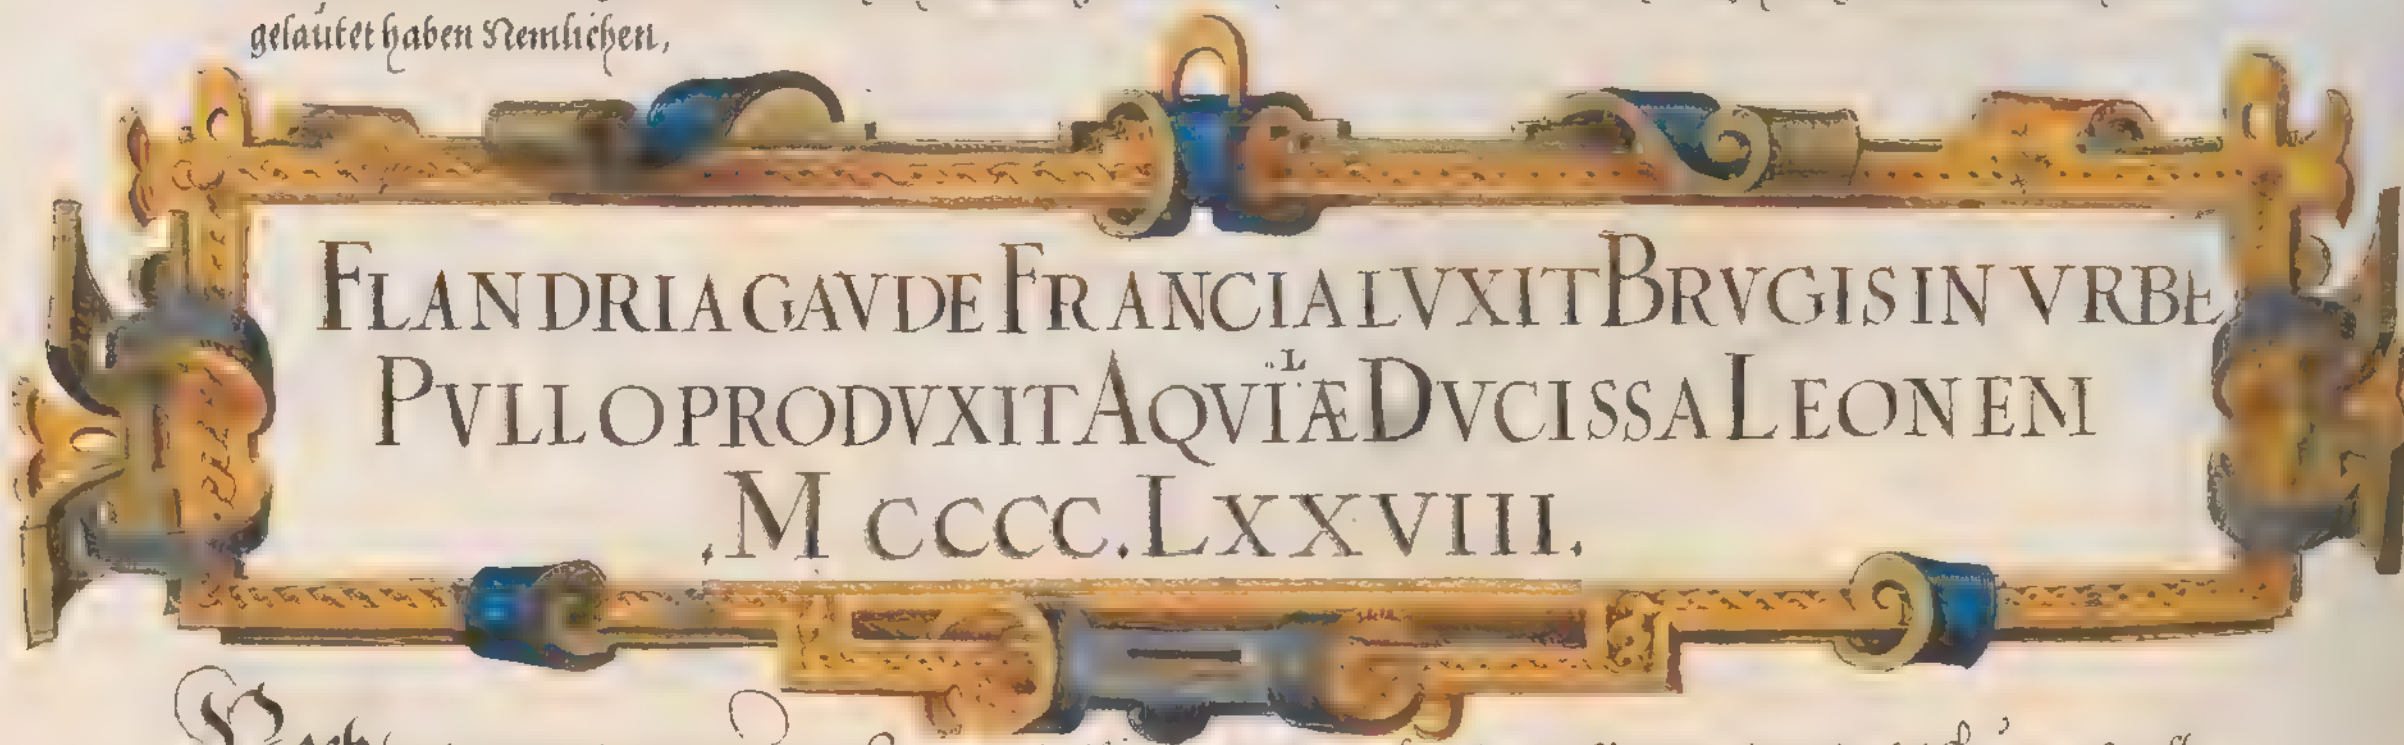 gelautet haben Nemlichen,
FLANDRIA GAVDE FRANCIA LVXIT BRVGIS IN VRBE
PVLLO PRODVXIT AQVILÆ DVCISSA LEONEM
.M CCCC.LXXVIII.